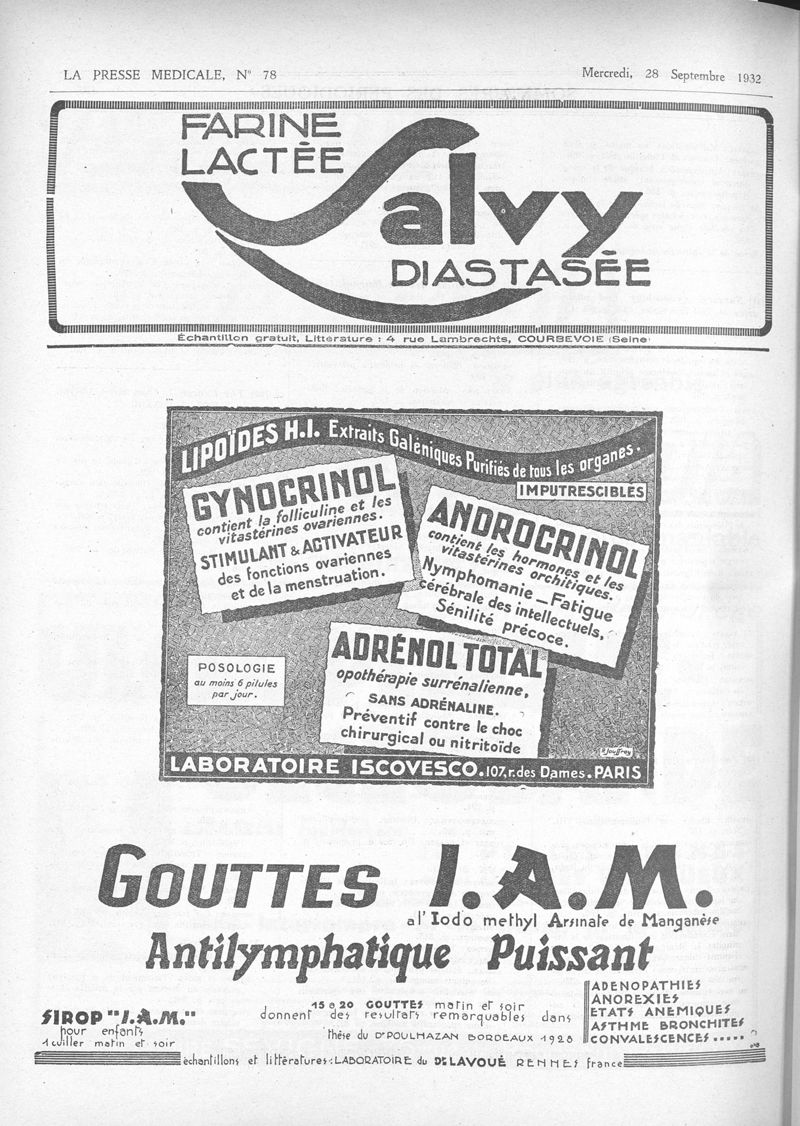 LA PRESSE MEDICALE, N° 78
Mercredi, 28 Septembre 1932
FARINE
LACTÉE
Salvy
DIASTASÉE
Échantillon gratuit, Littérature : 4 rue Lambrechts, COURBEVOIE (Seine)
LIPOÏDES H.I. Extraits Galéniques Purifiés de tous les organes.
IMPUTRESCIBLES
GYNOCRINOL
contient la folliculine et les
vitastérines ovariennes.
STIMULANT & ACTIVATEUR
des fonctions ovariennes
et de la menstruation.
ANDROCRINOL
contient les hormones et les
vitastérines orchitiques.
Nymphomanie _ Fatigue
cérébrale des intellectuels,
Sénilité précoce.
ADRÉNOL TOTAL
opothérapie surrénalienne,
SANS ADRÉNALINE.
Préventif contre le choc
chirurgical ou nitritoïde
POSOLOGIE
au moins 6 pilules
par jour.
P. Jouffroy
LABORATOIRE ISCOVESCO. 107, r. des Dames. PARIS
GOUTTES I.A.M.
a l'Iodo methyl Arsinate de Manganèse
Antilymphatique Puissant
SIROP "I.A.M."
pour enfants
1 cuiller matin et soir
15 a 20 GOUTTES matin et soir
donnent des resultats remarquables dans
thése du Dr POULMAZAN BORDEAUX 1928
ADENOPATHIES
ANOREXIES
ETATS ANEMIQUES
ASTHME BRONCHITES
CONVALESCENCES .....
échantillons et littératures : LABORATOIRE du Dr LAVOUÉ RENNES france